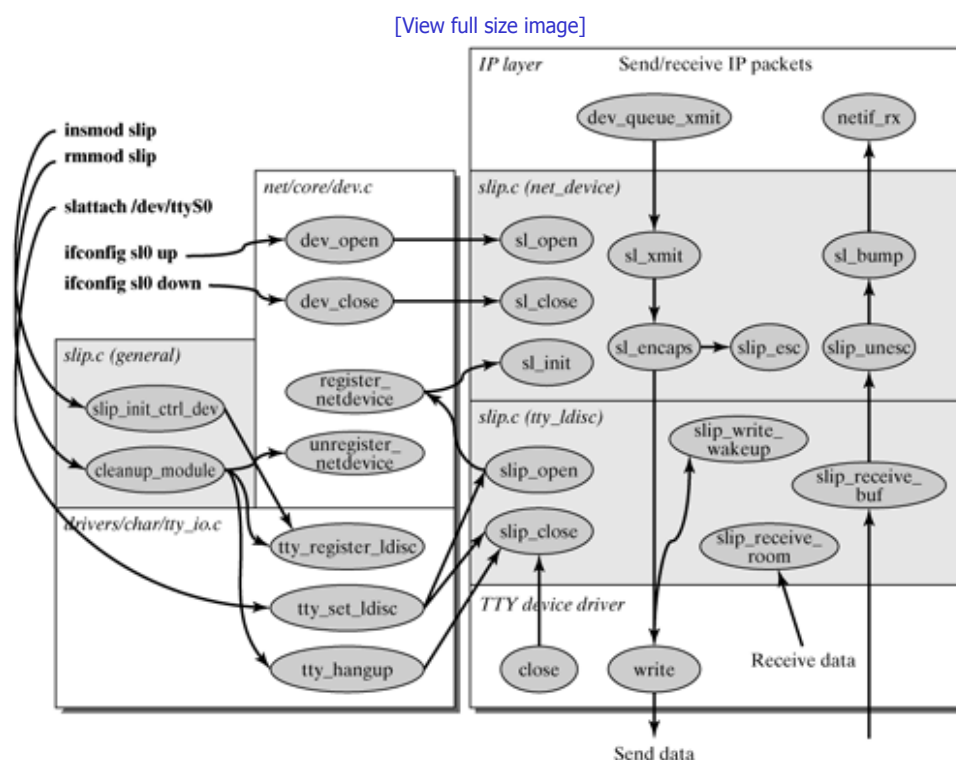 [View full size image]
IP layer
Send/receive IP packets
dev_queue_xmit
netif_rx
insmod slip
rmmod slip
slattach /dev/ttyS0
ifconfig sl0 up
ifconfig sl0 down
net/core/dev.c
dev_open
dev_close
register_
netdevice
unregister_
netdevice
slip.c (net_device)
sl_open
sl_close
sl_init
sl_xmit
sl_encaps
slip_esc
sl_bump
slip_unesc
slip.c (general)
slip_init_ctrl_dev
cleanup_module
slip.c (tty_ldisc)
slip_open
slip_close
slip_write_
wakeup
slip_receive_
buf
slip_receive_
room
drivers/char/tty_io.c
tty_register_ldisc
tty_set_ldisc
tty_hangup
TTY device driver
close
write
Receive data
Send data